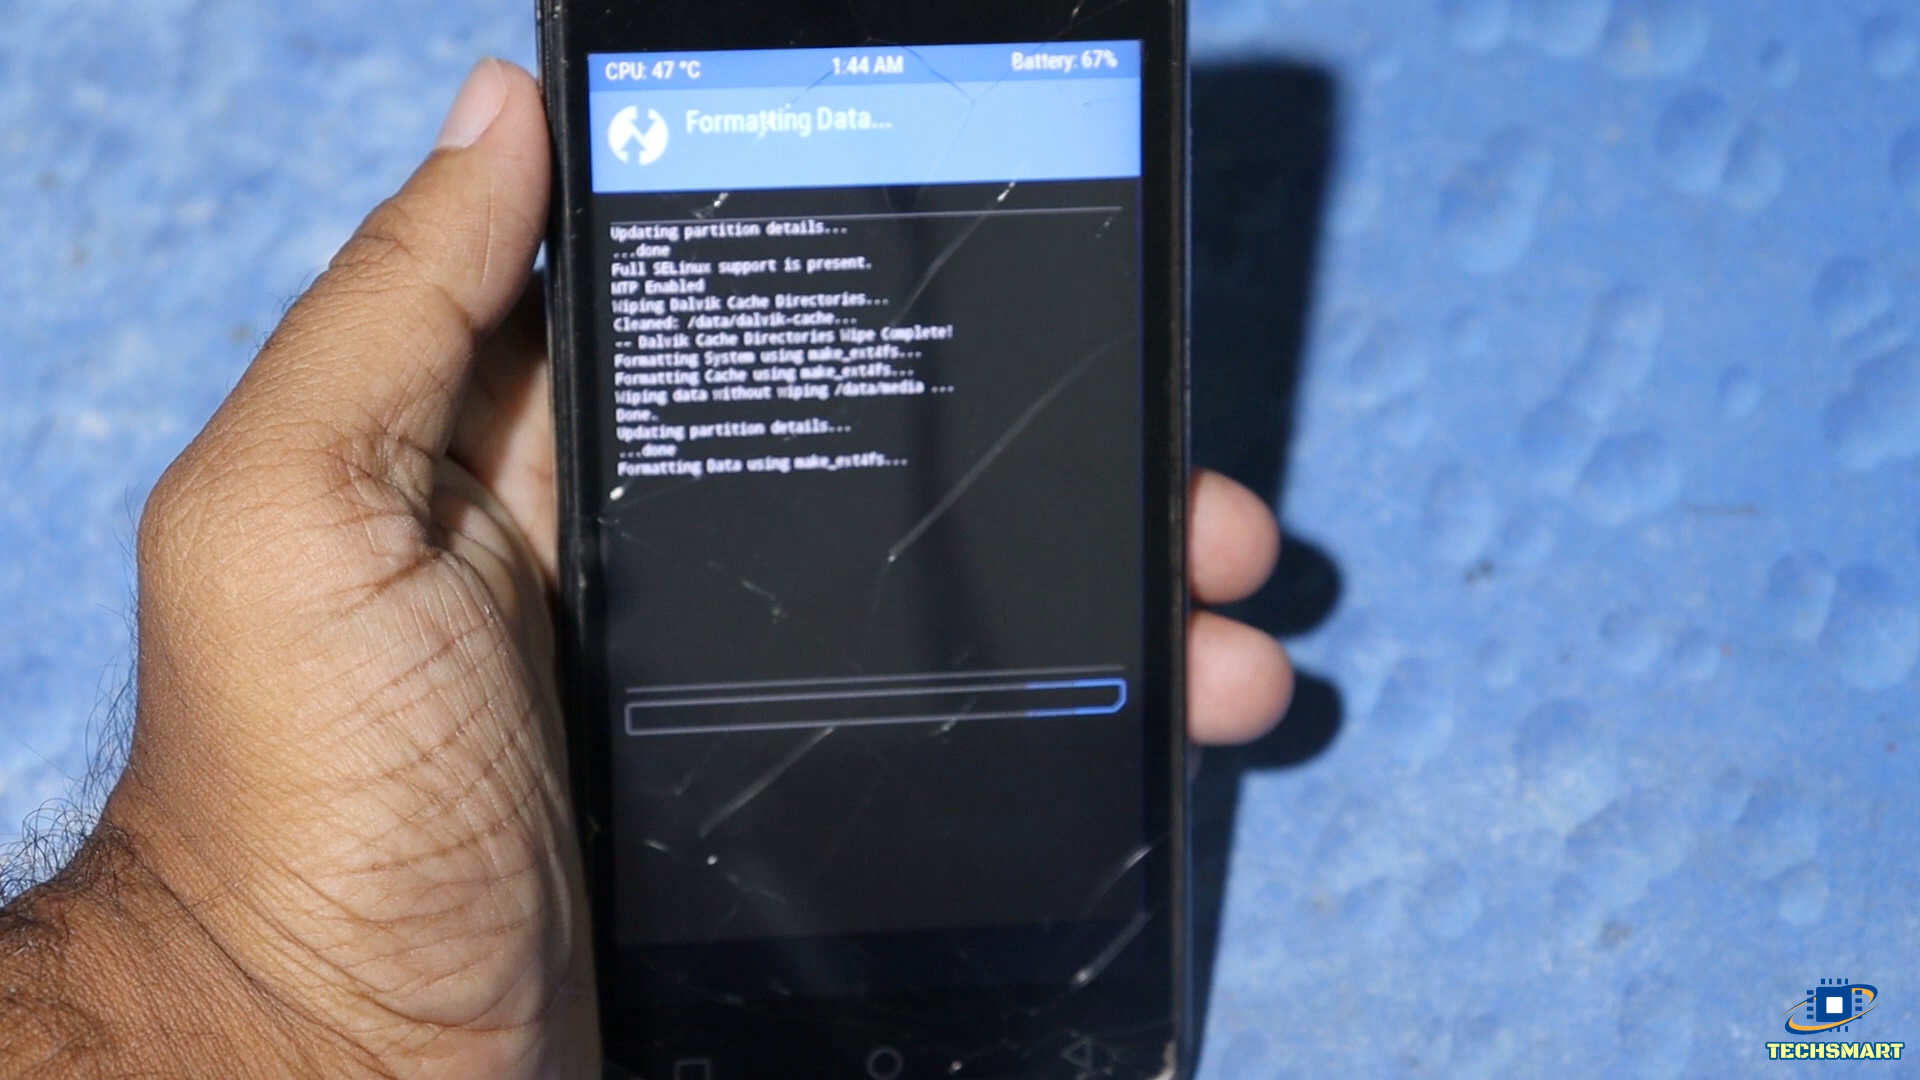 CPU: 47 °C 1:44 AM Battery: 67%
Formatting Data...
Updating partition details...
...done
Full SELinux support is present.
MTP Enabled
Wiping Dalvik Cache Directories...
Cleaned: /data/dalvik-cache...
-- Dalvik Cache Directories Wipe Complete!
Formatting System using make_ext4fs...
Formatting Cache using make_ext4fs...
Wiping data without wiping /data/media ...
Done.
Updating partition details...
...done
Formatting Data using make_ext4fs...
TECHSMART